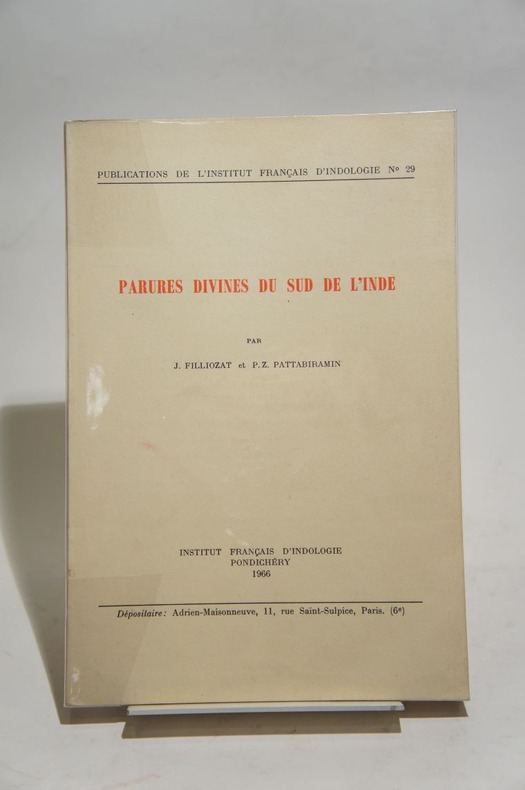 PUBLICATIONS DE L'INSTITUT FRANÇAIS D'INDOLOGIE Nº 29
PARURES DIVINES DU SUD DE L'INDE
PAR
J. FILLIOZAT et P. Z. PATTABIRAMIN
INSTITUT FRANÇAIS D'INDOLOGIE
PONDICHÉRY
1966
Dépositaire: Adrien-Maisonneuve, 11, rue Saint-Sulpice, Paris. (6ᵉ)